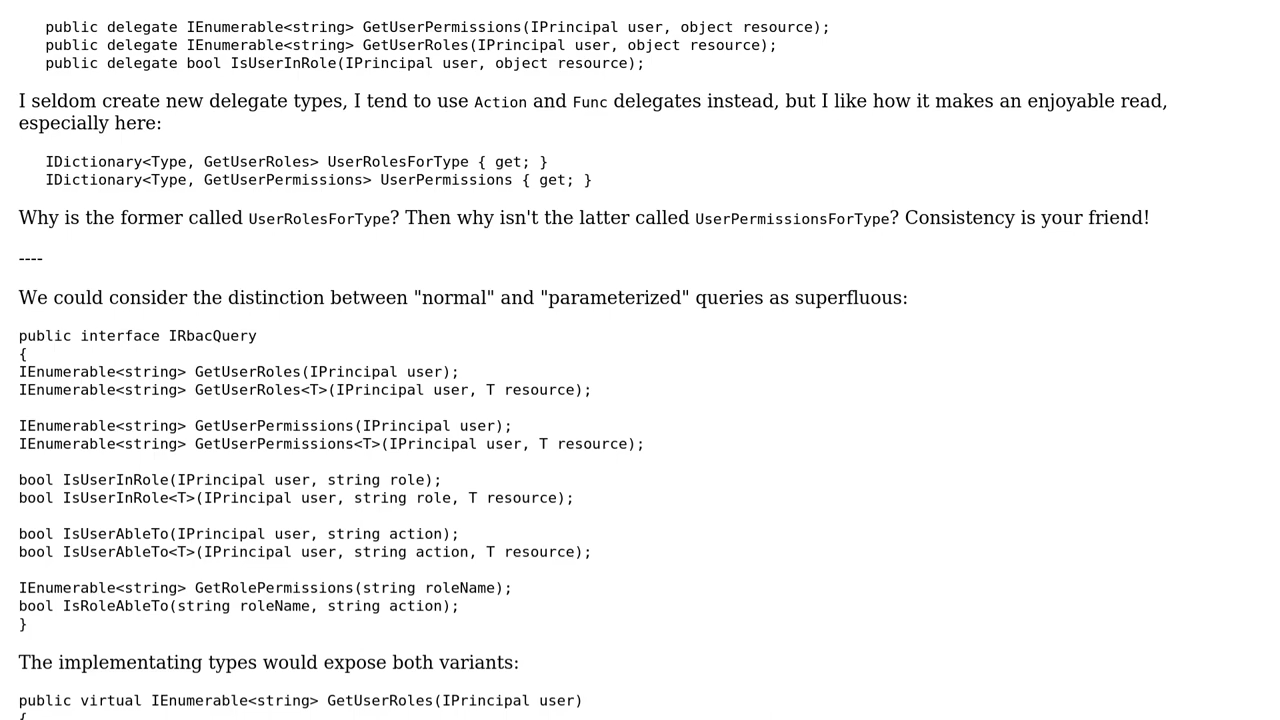 public delegate IEnumerable<string> GetUserPermissions(IPrincipal user, object resource);
public delegate IEnumerable<string> GetUserRoles(IPrincipal user, object resource);
public delegate bool IsUserInRole(IPrincipal user, object resource);
I seldom create new delegate types, I tend to use Action and Func delegates instead, but I like how it makes an enjoyable read,
especially here:
IDictionary<Type, GetUserRoles> UserRolesForType { get; }
IDictionary<Type, GetUserPermissions> UserPermissions { get; }
Why is the former called UserRolesForType? Then why isn't the latter called UserPermissionsForType? Consistency is your friend!
----
We could consider the distinction between "normal" and "parameterized" queries as superfluous:
public interface IRbacQuery
{
IEnumerable<string> GetUserRoles(IPrincipal user);
IEnumerable<string> GetUserRoles<T>(IPrincipal user, T resource);
IEnumerable<string> GetUserPermissions(IPrincipal user);
IEnumerable<string> GetUserPermissions<T>(IPrincipal user, T resource);
bool IsUserInRole(IPrincipal user, string role);
bool IsUserInRole<T>(IPrincipal user, string role, T resource);
bool IsUserAbleTo(IPrincipal user, string action);
bool IsUserAbleTo<T>(IPrincipal user, string action, T resource);
IEnumerable<string> GetRolePermissions(string roleName);
bool IsRoleAbleTo(string roleName, string action);
}
The implementating types would expose both variants:
public virtual IEnumerable<string> GetUserRoles(IPrincipal user)
{